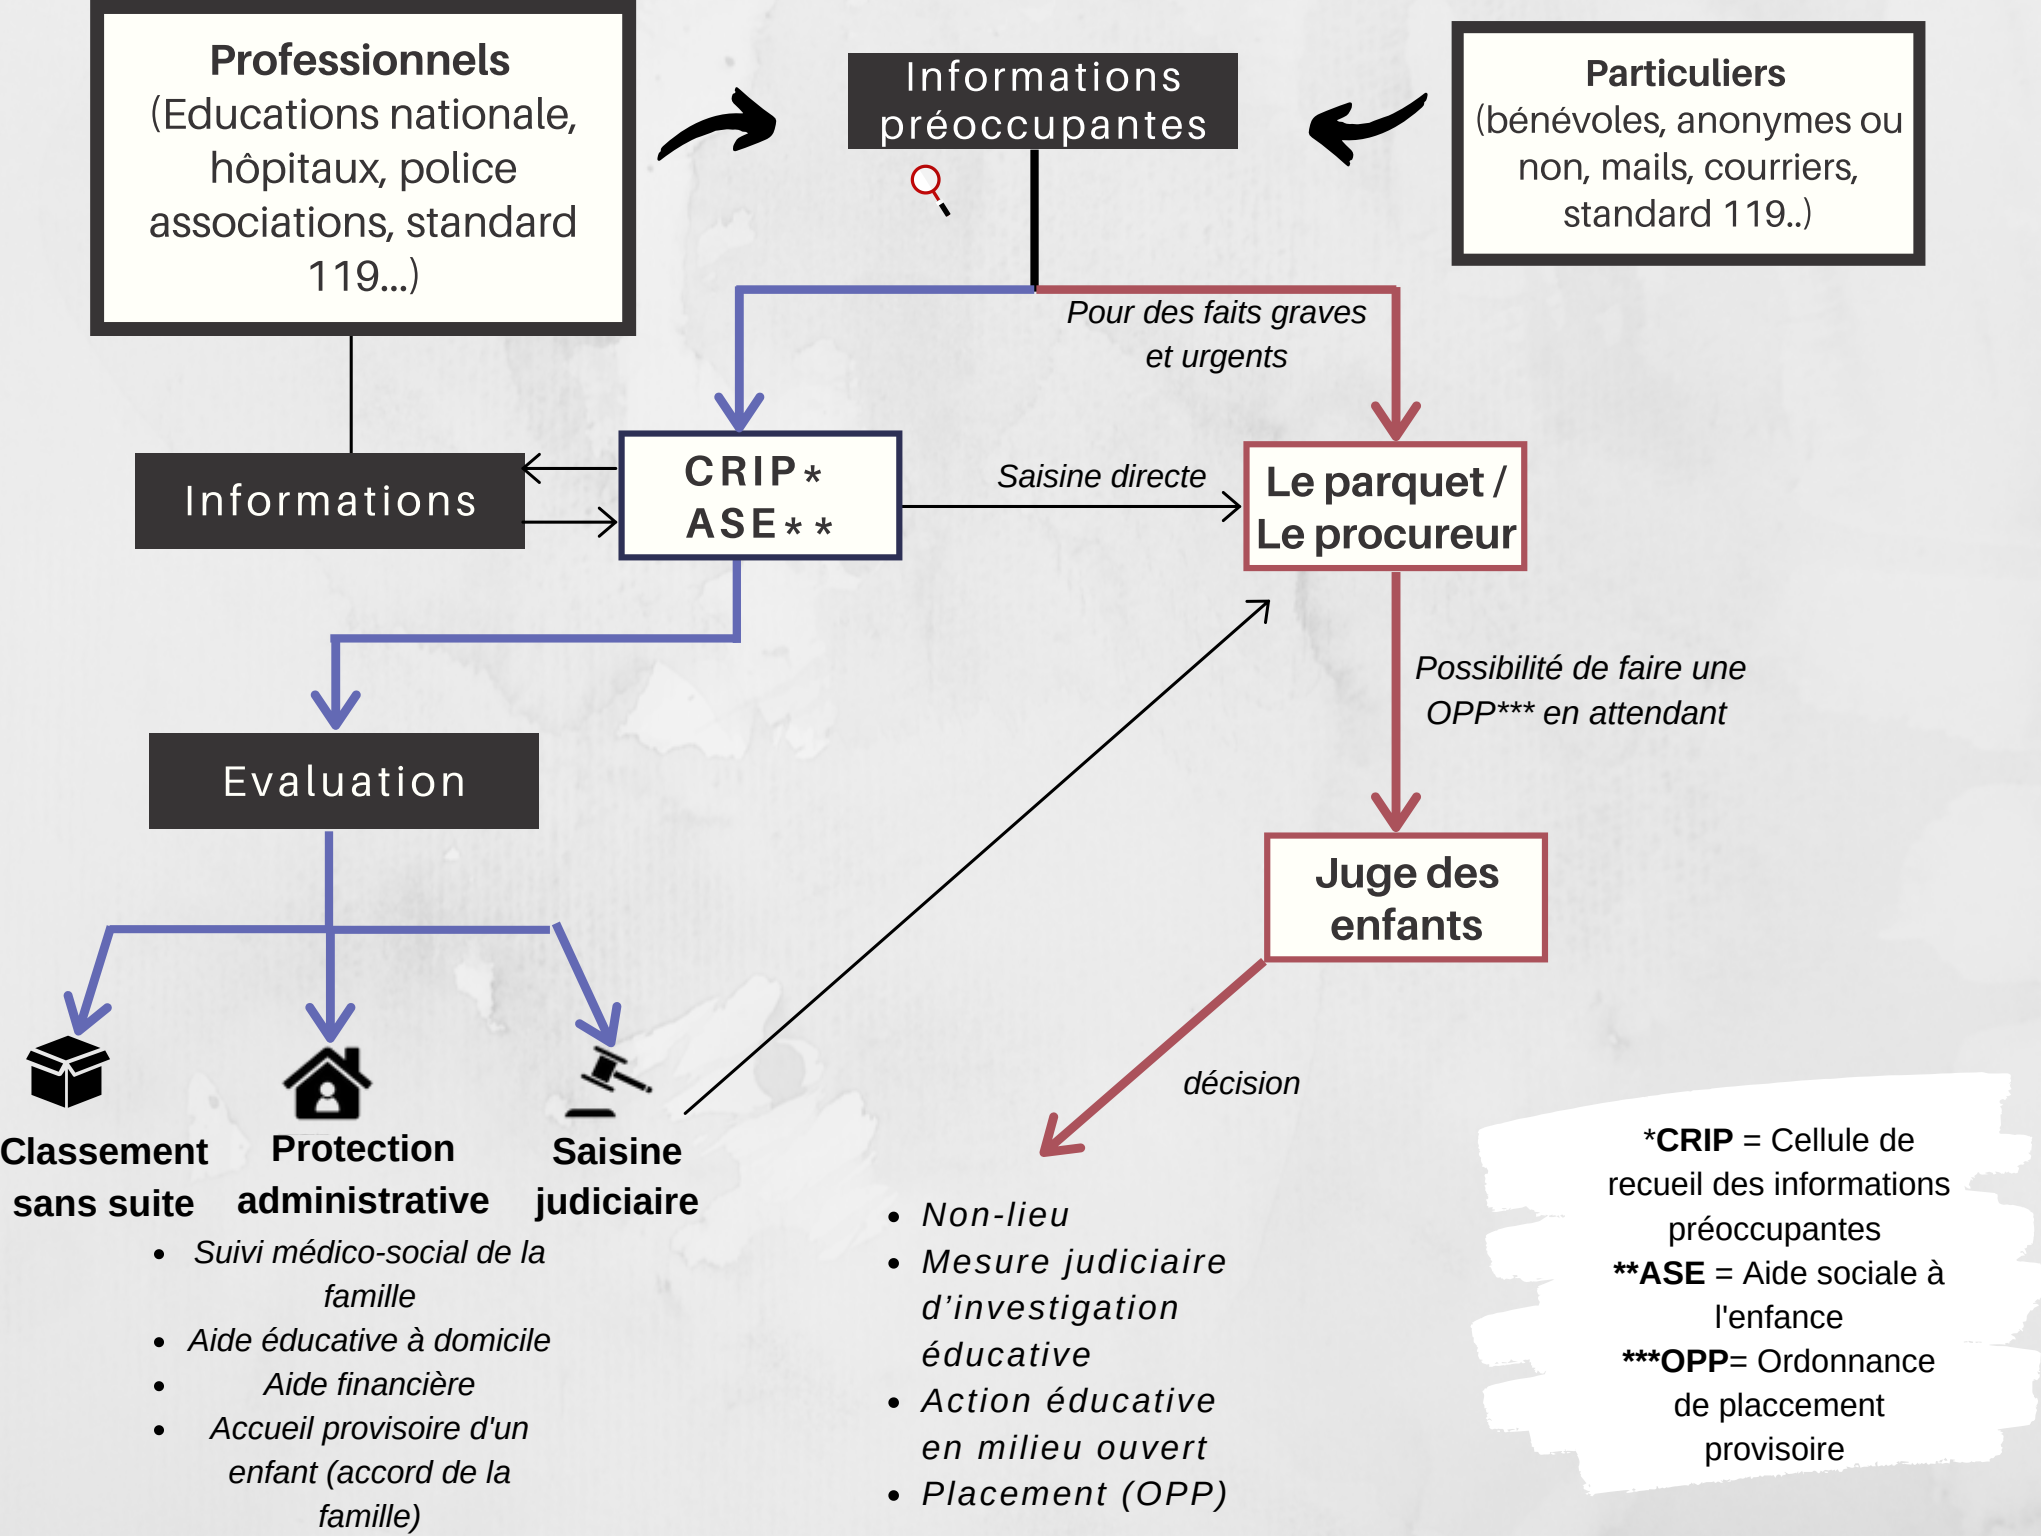 Professionnels
(Educations nationale,
hôpitaux, police
associations, standard
119...)
Informations
préoccupantes
Particuliers
(bénévoles, anonymes ou
non, mails, courriers,
standard 119..)
Pour des faits graves
et urgents
Informations
CRIP*
ASE**
Saisine directe
Le parquet /
Le procureur
Possibilité de faire une
OPP*** en attendant
Evaluation
Juge des
enfants
décision
Classement
sans suite
Protection
administrative
Saisine
judiciaire
• Suivi médico-social de la
famille
• Aide éducative à domicile
• Aide financière
• Accueil provisoire d'un
enfant (accord de la
famille)
• Non-lieu
• Mesure judiciaire
d’investigation
éducative
• Action éducative
en milieu ouvert
• Placement (OPP)
*CRIP = Cellule de
recueil des informations
préoccupantes
**ASE = Aide sociale à
l'enfance
***OPP= Ordonnance
de placcement
provisoire